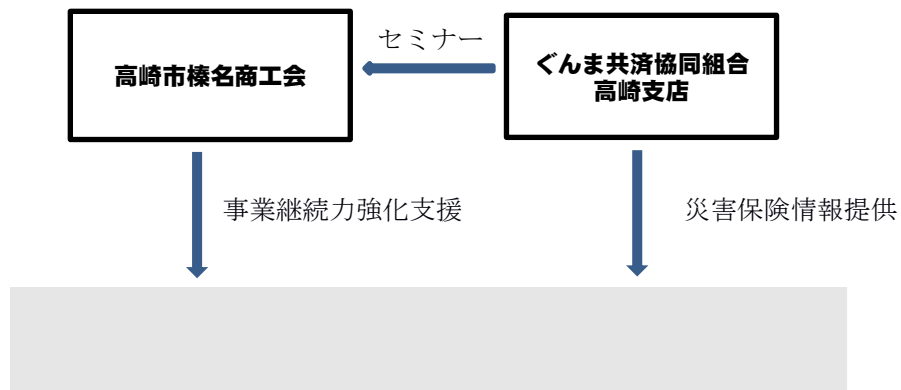 セミナー
高崎市榛名商工会
ぐんま共済協同組合
高崎支店
事業継続力強化支援
災害保険情報提供